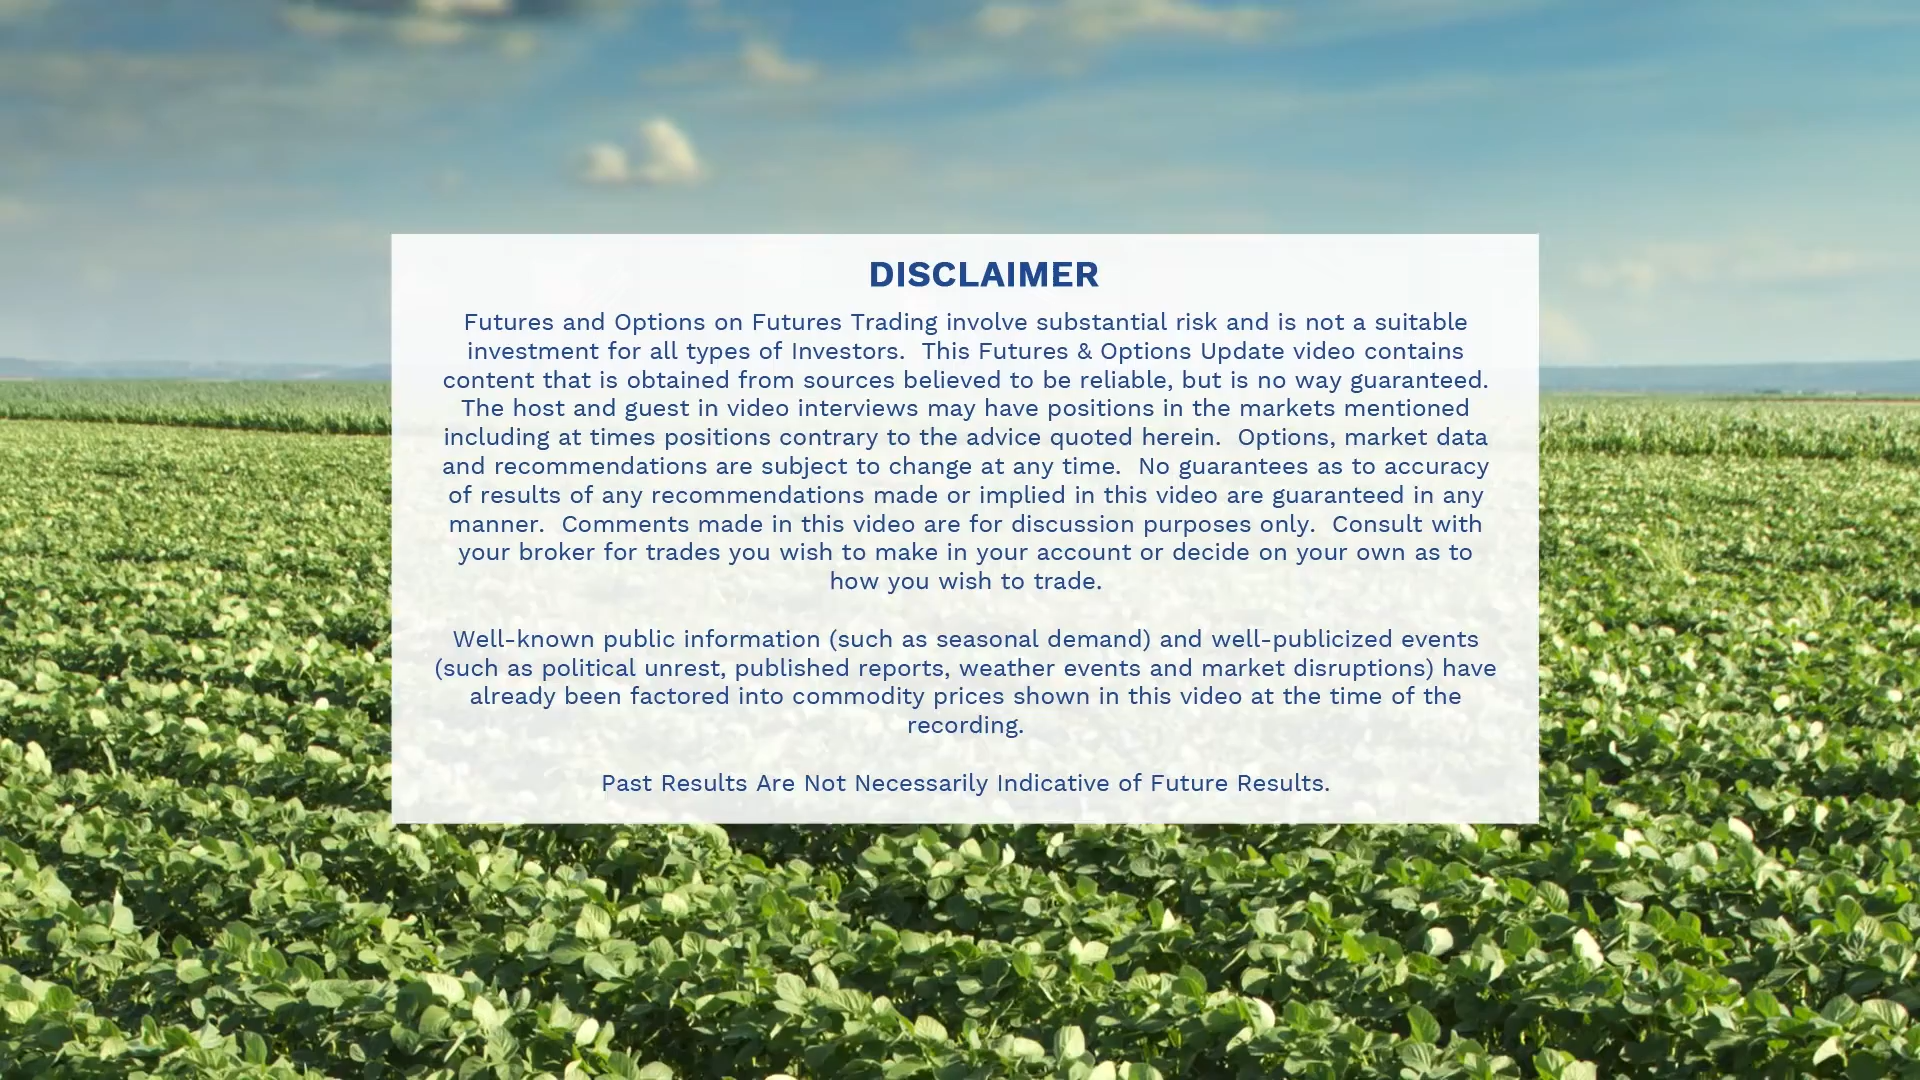 DISCLAIMER
Futures and Options on Futures Trading involve substantial risk and is not a suitable
investment for all types of Investors.  This Futures & Options Update video contains
content that is obtained from sources believed to be reliable, but is no way guaranteed.
The host and guest in video interviews may have positions in the markets mentioned
including at times positions contrary to the advice quoted herein.  Options, market data
and recommendations are subject to change at any time.  No guarantees as to accuracy
of results of any recommendations made or implied in this video are guaranteed in any
manner.  Comments made in this video are for discussion purposes only.  Consult with
your broker for trades you wish to make in your account or decide on your own as to
how you wish to trade.
Well-known public information (such as seasonal demand) and well-publicized events
(such as political unrest, published reports, weather events and market disruptions) have
already been factored into commodity prices shown in this video at the time of the
recording.
Past Results Are Not Necessarily Indicative of Future Results.